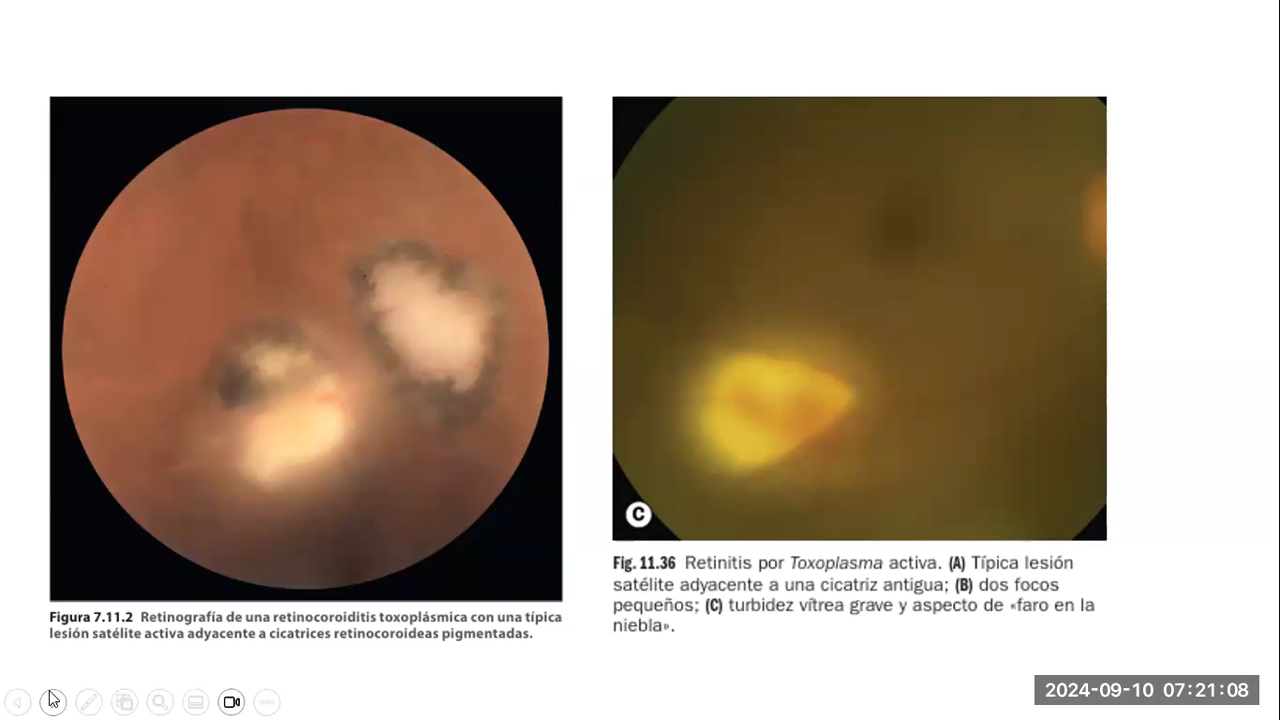 Figura 7.11.2 Retinografía de una retinocoroiditis toxoplásmica con una típica
lesión satélite activa adyacente a cicatrices retinocoroideas pigmentadas.
C
Fig. 11.36 Retinitis por Toxoplasma activa. (A) Típica lesión
satélite adyacente a una cicatriz antigua; (B) dos focos
pequeños; (C) turbidez vítrea grave y aspecto de «faro en la
niebla».
2024-09-10 07:21:08